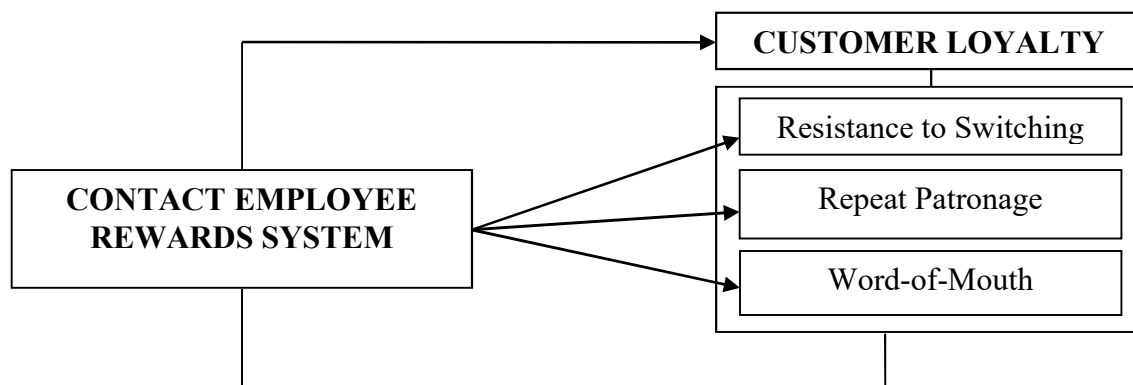 CUSTOMER LOYALTY
Resistance to Switching
CONTACT EMPLOYEE
REWARDS SYSTEM
Repeat Patronage
Word-of-Mouth